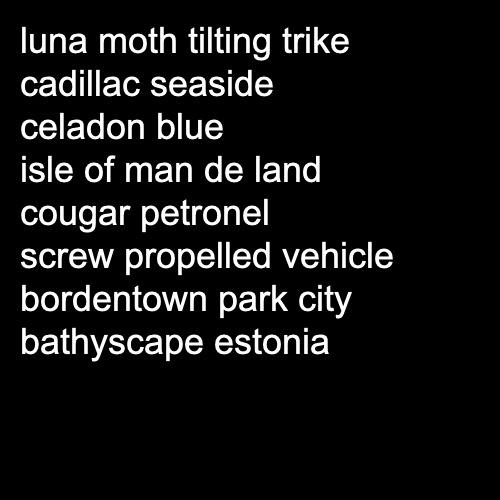 luna moth tilting trike
cadillac seaside
celadon blue
isle of man de land
cougar petronel
screw propelled vehicle
bordentown park city
bathyscape estonia